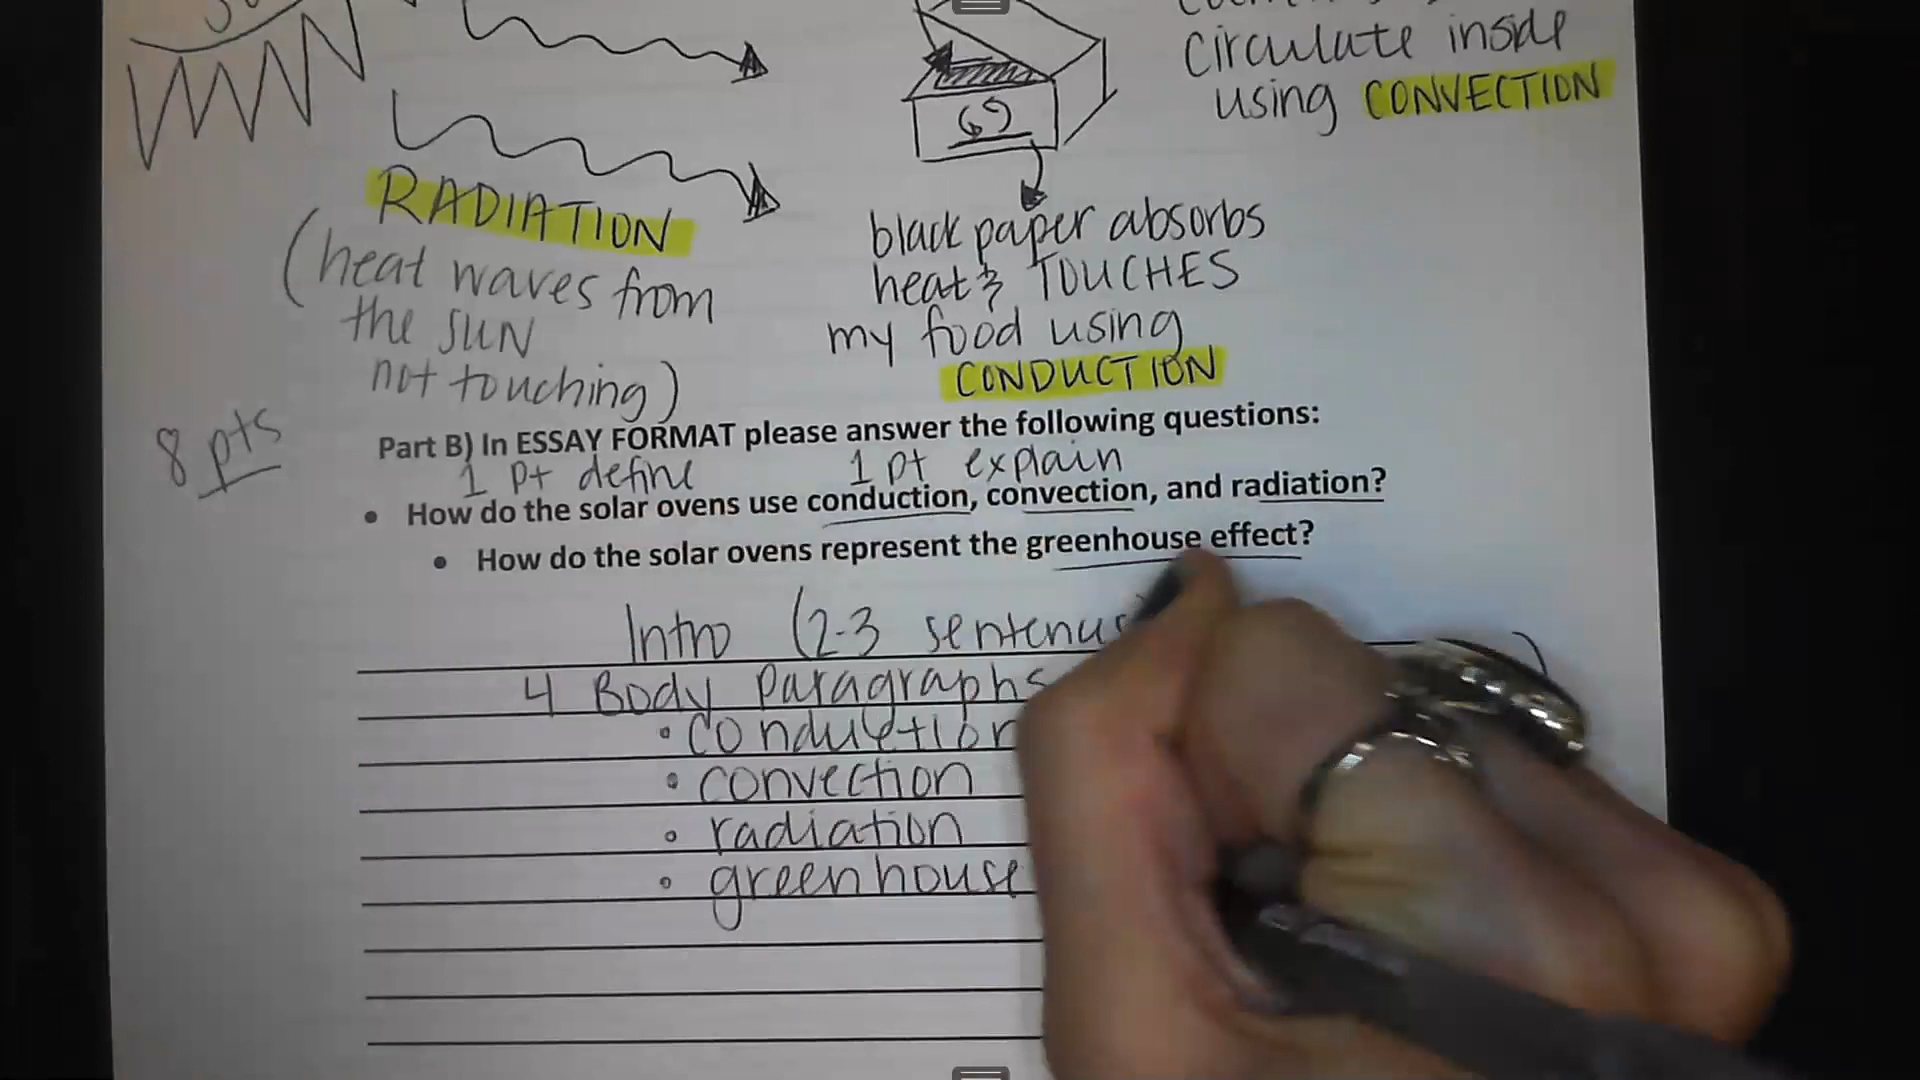 circulate inside
using CONVECTION
RADIATION
(heat waves from
the SUN
not touching)
black paper absorbs
heat & TOUCHES
my food using
CONDUCTION
8 pts
Part B) In ESSAY FORMAT please answer the following questions:
1 pt define 1 pt explain
• How do the solar ovens use conduction, convection, and radiation?
• How do the solar ovens represent the greenhouse effect?
Intro (2-3 sentences)
4 Body Paragraphs
• conduction
• convection
• radiation
• greenhouse